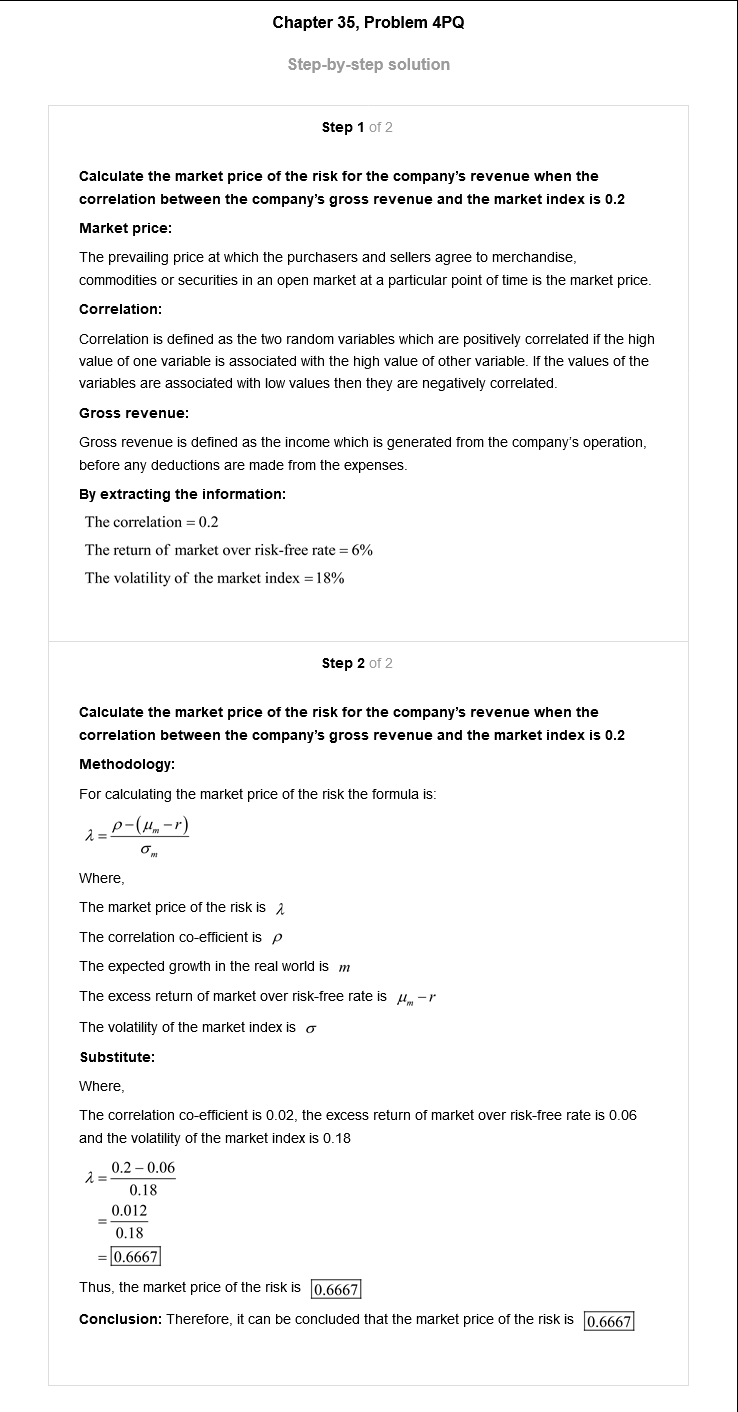 Chapter 35, Problem 4PQ
Step-by-step solution
Step 1 of 2
Calculate the market price of the risk for the company's revenue when the
correlation between the company's gross revenue and the market index is 0.2
Market price:
The prevailing price at which the purchasers and sellers agree to merchandise,
commodities or securities in an open market at a particular point of time is the market price.
Correlation:
Correlation is defined as the two random variables which are positively correlated if the high
value of one variable is associated with the high value of other variable. If the values of the
variables are associated with low values then they are negatively correlated.
Gross revenue:
Gross revenue is defined as the income which is generated from the company's operation,
before any deductions are made from the expenses.
By extracting the information:
The correlation = 0.2
The return of market over risk-free rate = 6%
The volatility of the market index = 18%
Step 2 of 2
Calculate the market price of the risk for the company's revenue when the
correlation between the company's gross revenue and the market index is 0.2
Methodology:
For calculating the market price of the risk the formula is:
λ = ρ−(μm −r)
σm
Where,
The market price of the risk is λ
The correlation co-efficient is ρ
The expected growth in the real world is m
The excess return of market over risk-free rate is μm −r
The volatility of the market index is σ
Substitute:
Where,
The correlation co-efficient is 0.02, the excess return of market over risk-free rate is 0.06
and the volatility of the market index is 0.18
λ = 0.2 − 0.06
0.18
= 0.012
0.18
= 0.6667
Thus, the market price of the risk is 0.6667
Conclusion: Therefore, it can be concluded that the market price of the risk is 0.6667